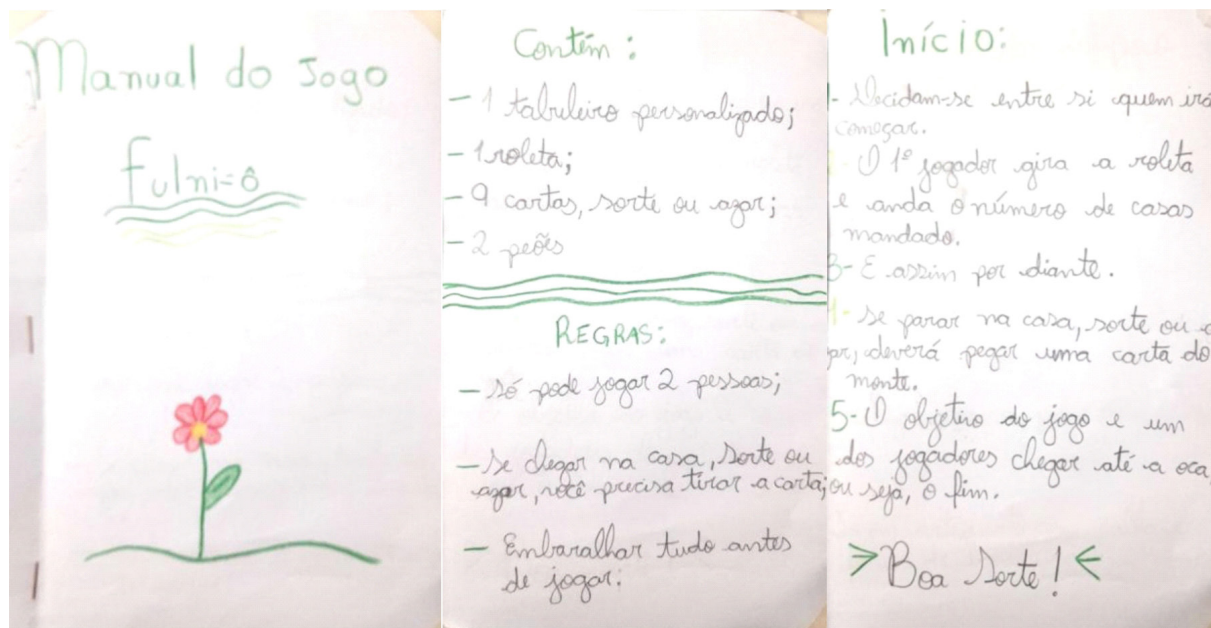 Manual do Jogo
Fulni-ô
Contém:
- 1 tabuleiro personalizado;
- 1 roleta;
- 9 cartas, sorte ou azar;
- 2 peões
REGRAS:
- só pode jogar 2 pessoas;
- se chegar na casa, sorte ou
azar, você precisa tirar a carta;
- Embaralhar tudo antes
de jogar.
Início:
- Decidam-se entre si quem irá
começar.
- O 1º jogador gira a roleta
e anda o número de casas
mandado.
3- E assim por diante.
4- se parar na casa, sorte ou a
zar, deverá pegar uma carta do
monte.
5- O objetivo do jogo e um
dos jogadores chegar até a oca,
ou seja, o fim.
> Boa Sorte! <